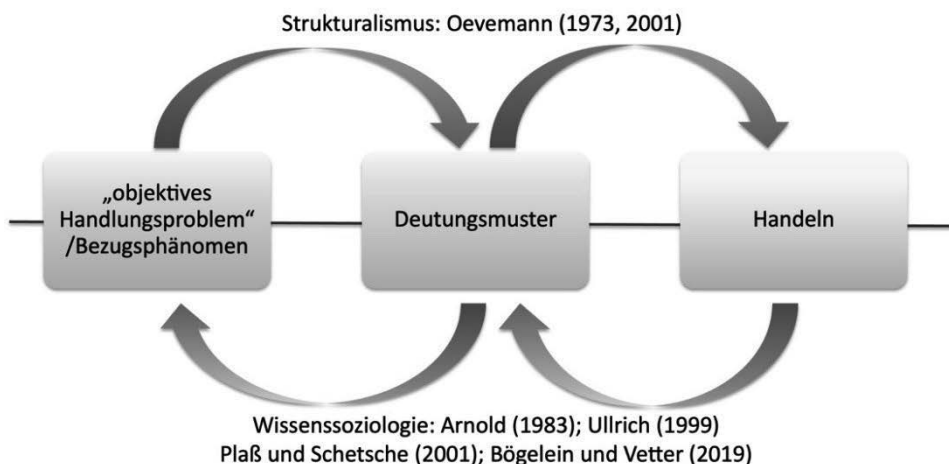 Strukturalismus: Oevemann (1973, 2001)
„objektives
Handlungsproblem“
/Bezugsphänomen
Deutungsmuster
Handeln
Wissenssoziologie: Arnold (1983); Ullrich (1999)
Plaß und Schetsche (2001); Bögelein und Vetter (2019)